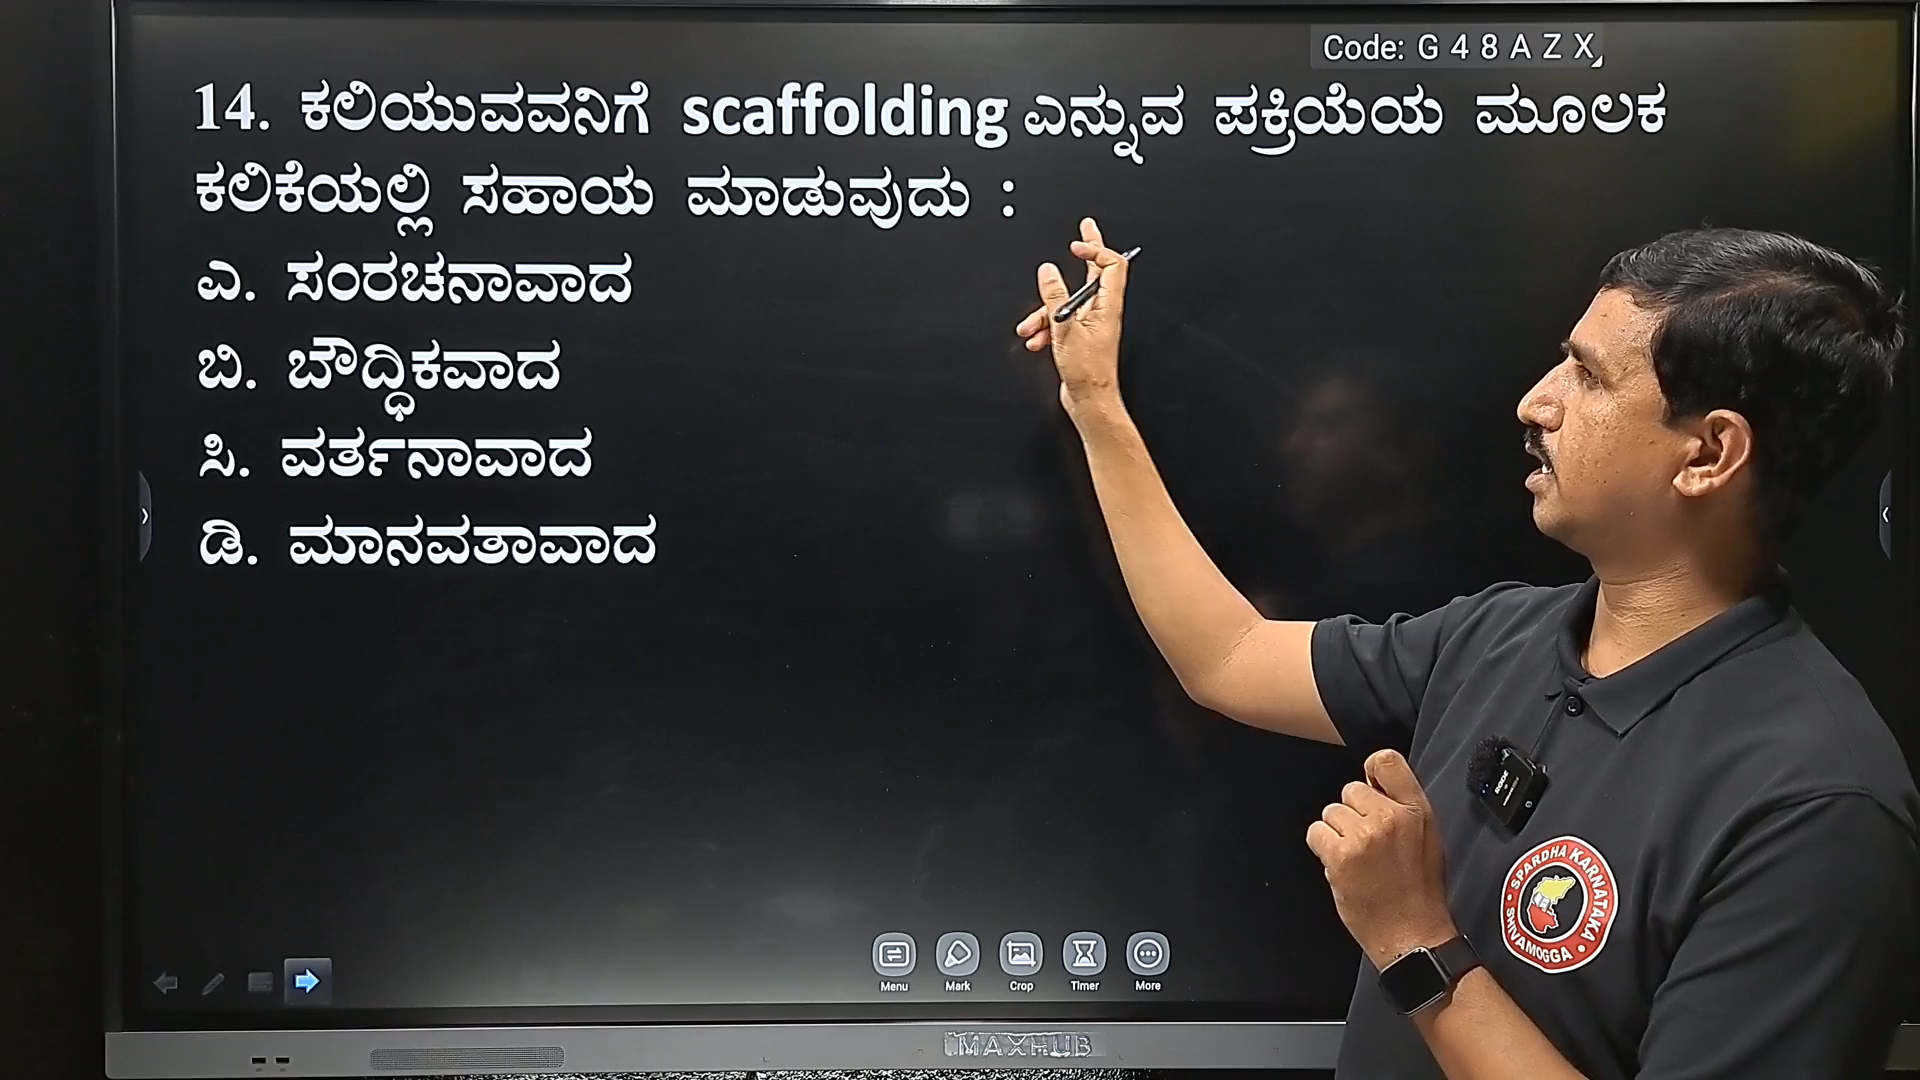 Code: G 4 8 A Z X
14. ಕಲಿಯುವವನಿಗೆ scaffolding ಎನ್ನುವ ಪಕ್ರಿಯೆಯ ಮೂಲಕ
ಕಲಿಕೆಯಲ್ಲಿ ಸಹಾಯ ಮಾಡುವುದು :
ಎ. ಸಂರಚನಾವಾದ
ಬಿ. ಬೌದ್ಧಿಕವಾದ
ಸಿ. ವರ್ತನಾವಾದ
ಡಿ. ಮಾನವತಾವಾದ
RODE
SPARDHA KARNATAKA
SHIVAMOGGA
Menu Mark Crop Timer More
MAXHUB